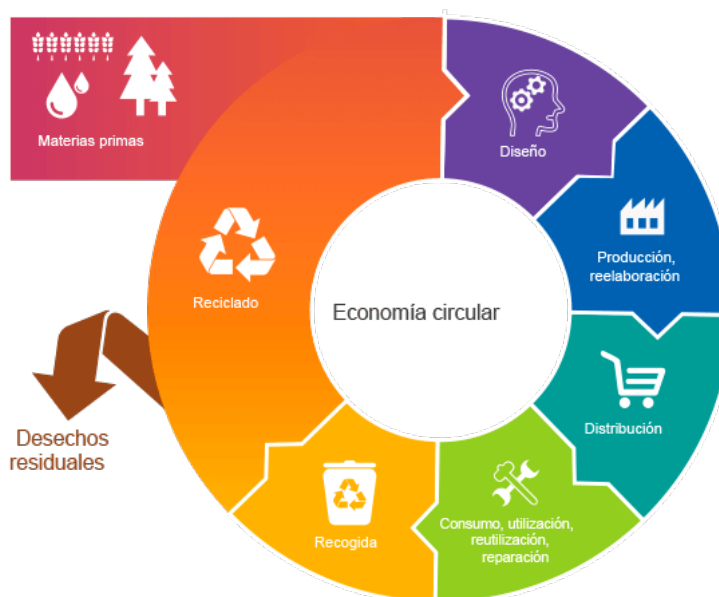 Materias primas
Diseño
Producción,
reelaboración
Distribución
Consumo, utilización,
reutilización,
reparación
Recogida
Reciclado
Desechos
residuales
Economía circular